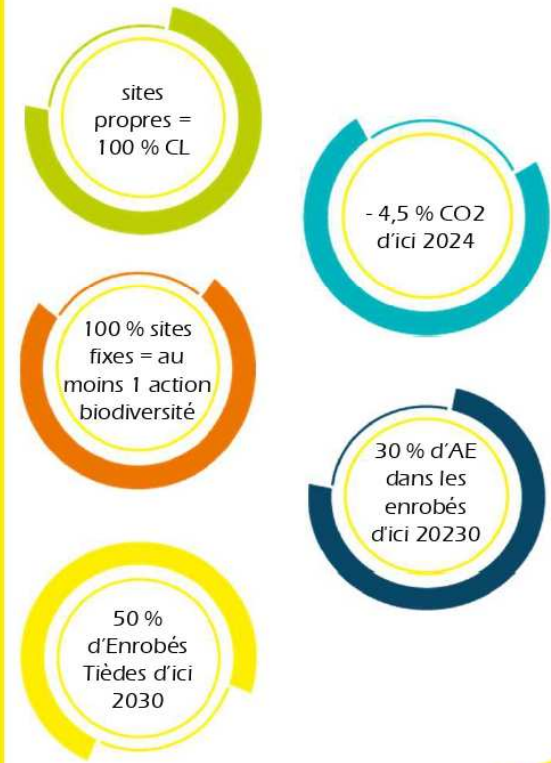 sites
propres =
100 % CL
- 4,5 % CO2
d'ici 2024
100 % sites
fixes = au
moins 1 action
biodiversité
30 % d'AE
dans les
enrobés
d'ici 20230
50 %
d'Enrobés
Tièdes d'ici
2030